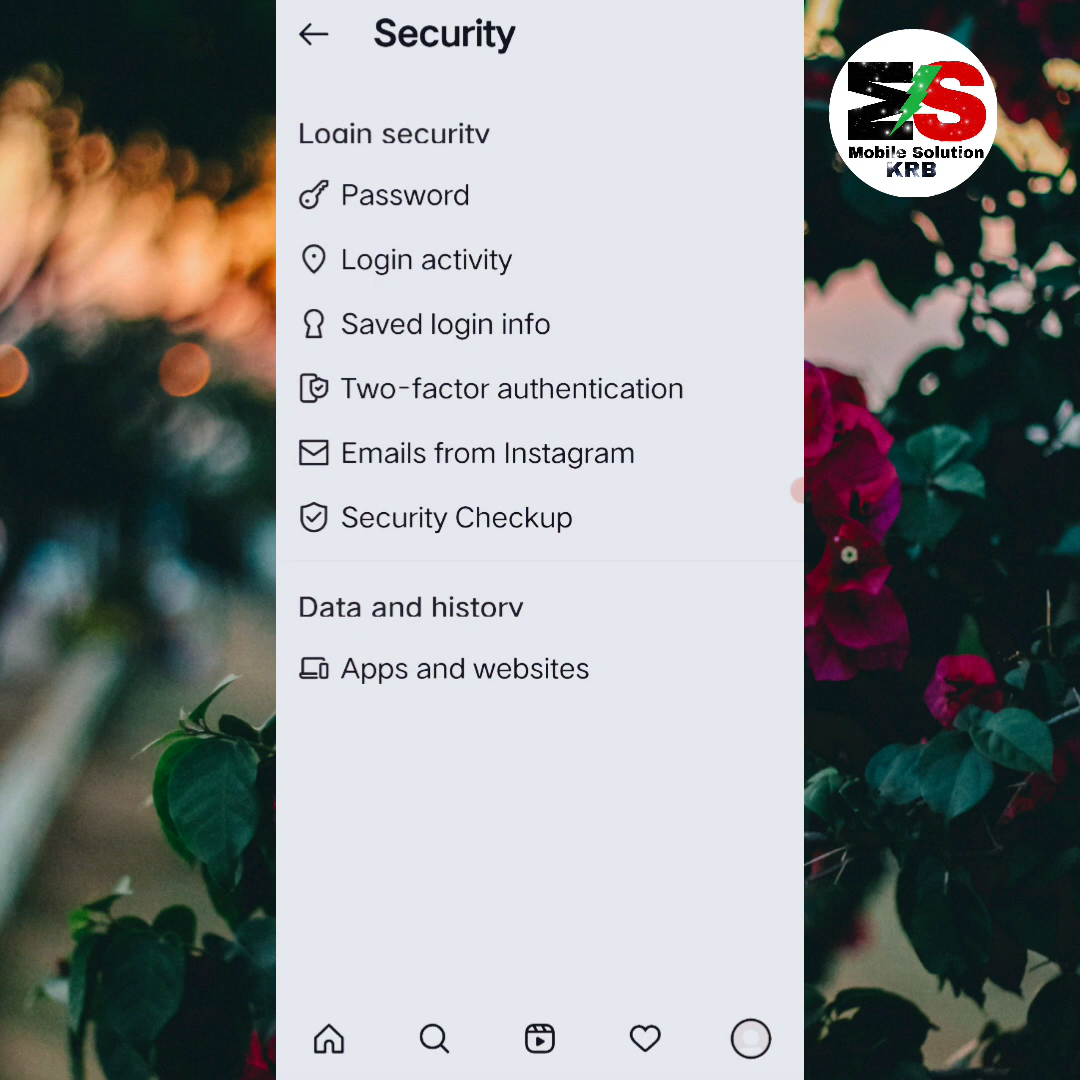 Security
Login security
Password
Login activity
Saved login info
Two-factor authentication
Emails from Instagram
Security Checkup
Data and history
Apps and websites
MS
Mobile Solution
KRB